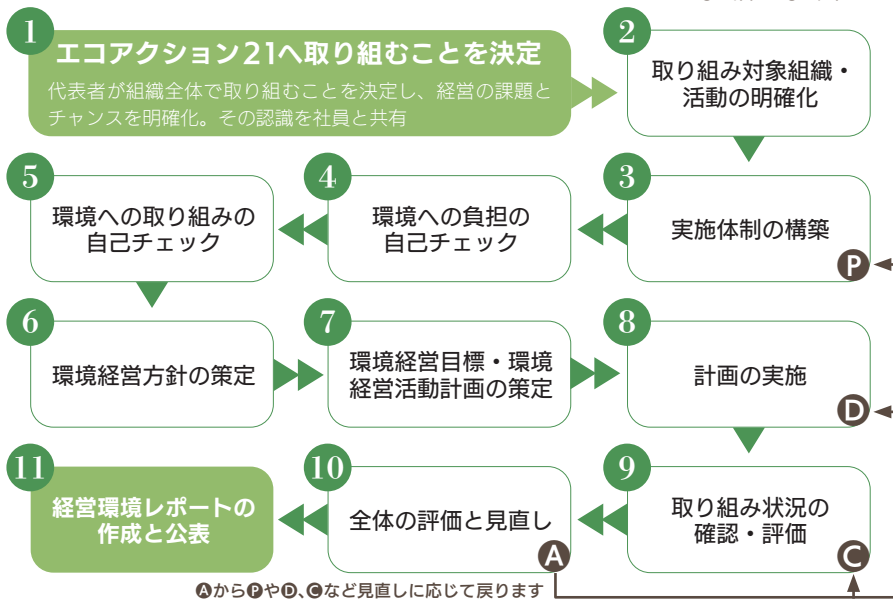 1
エコアクション21へ取り組むことを決定
代表者が組織全体で取り組むことを決定し、経営の課題と
チャンスを明確化。その認識を社員と共有
2
取り組み対象組織・
活動の明確化
3
実施体制の構築
P
4
環境への負担の
自己チェック
5
環境への取り組みの
自己チェック
6
環境経営方針の策定
7
環境経営目標・環境
経営活動計画の策定
8
計画の実施
D
9
取り組み状況の
確認・評価
C
10
全体の評価と見直し
A
11
経営環境レポートの
作成と公表
AからPやD、Cなど見直しに応じて戻ります